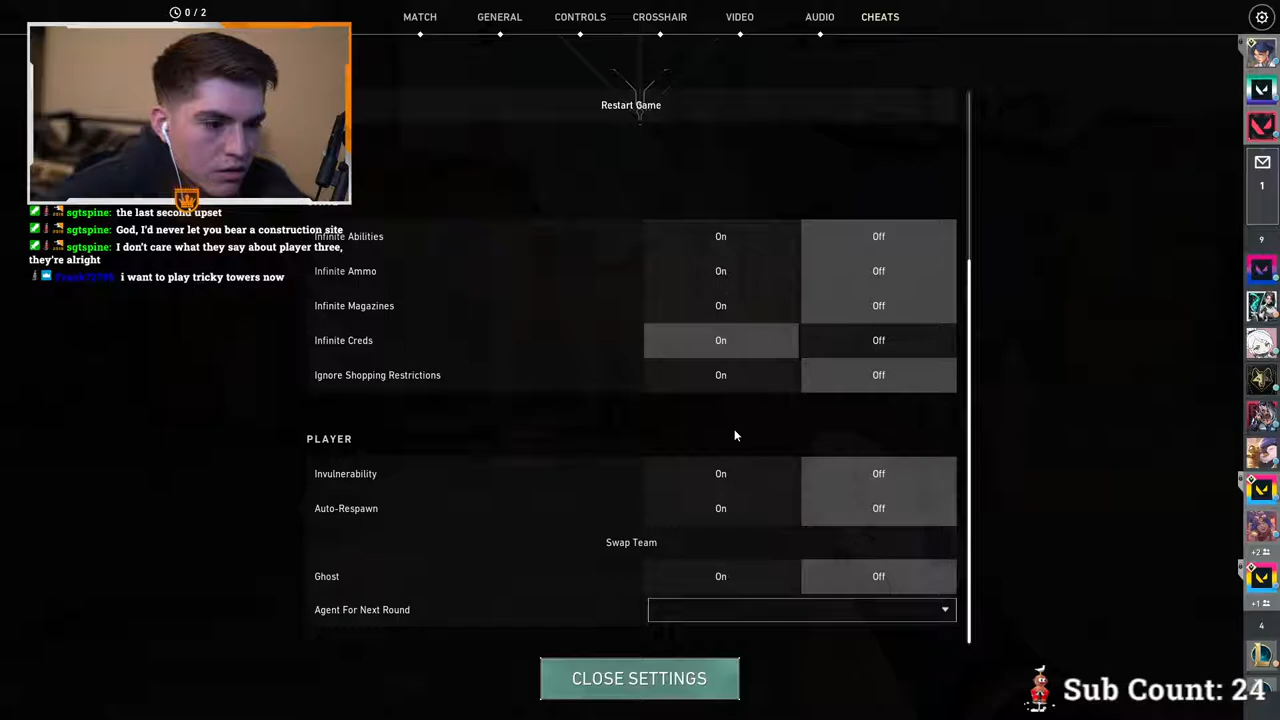 0 / 2
MATCH
GENERAL
CONTROLS
CROSSHAIR
VIDEO
AUDIO
CHEATS
Restart Game
sgtspine: the last second upset
sgtspine: God, I'd never let you bear a construction site
sgtspine: I don't care what they say about player three,
they're alright
i want to play tricky towers now
Infinite Abilities
On
Off
Infinite Ammo
On
Off
Infinite Magazines
On
Off
Infinite Creds
On
Off
Ignore Shopping Restrictions
On
Off
PLAYER
Invulnerability
On
Off
Auto-Respawn
On
Off
Swap Team
Ghost
On
Off
Agent For Next Round
CLOSE SETTINGS
1
9
+2
+1
4
Sub Count: 24